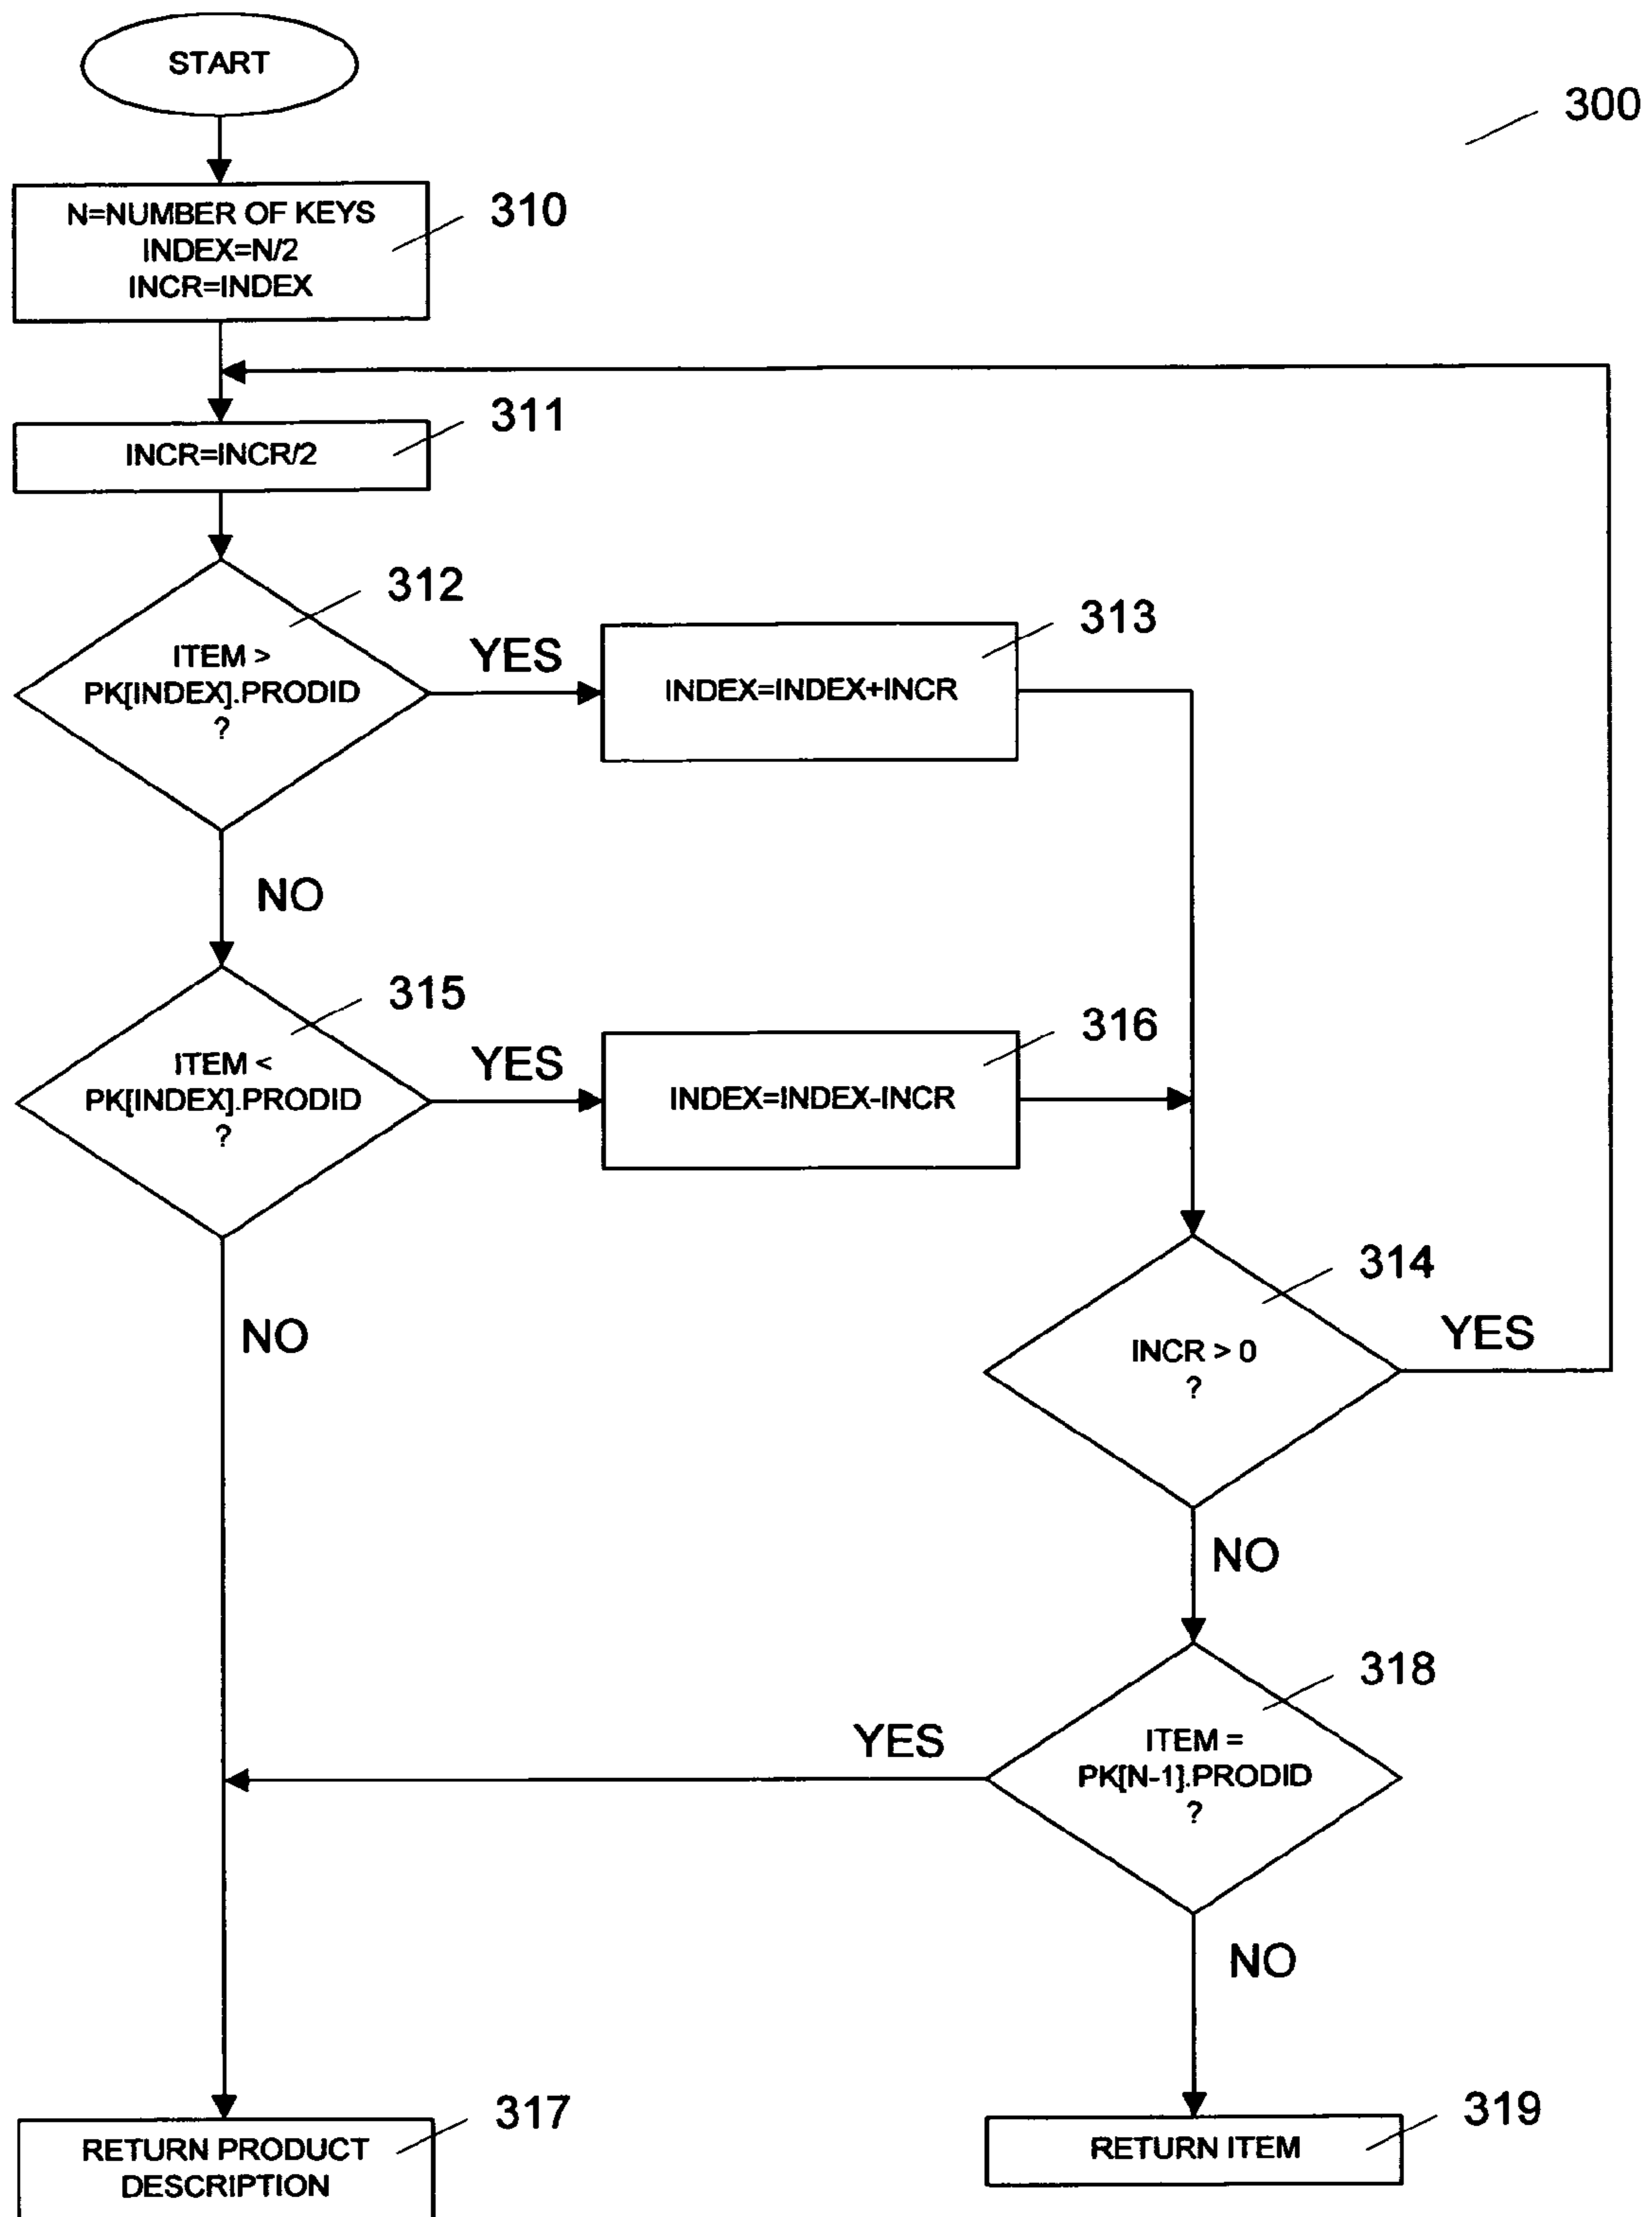 START
300
N=NUMBER OF KEYS
INDEX=N/2
INCR=INDEX
310
INCR=INCR/2
311
ITEM >
PK[INDEX].PRODID
?
312
YES
INDEX=INDEX+INCR
313
NO
ITEM <
PK[INDEX].PRODID
?
315
YES
INDEX=INDEX-INCR
316
NO
INCR > 0
?
314
YES
NO
ITEM =
PK[N-1].PRODID
?
318
YES
NO
RETURN PRODUCT
DESCRIPTION
317
RETURN ITEM
319